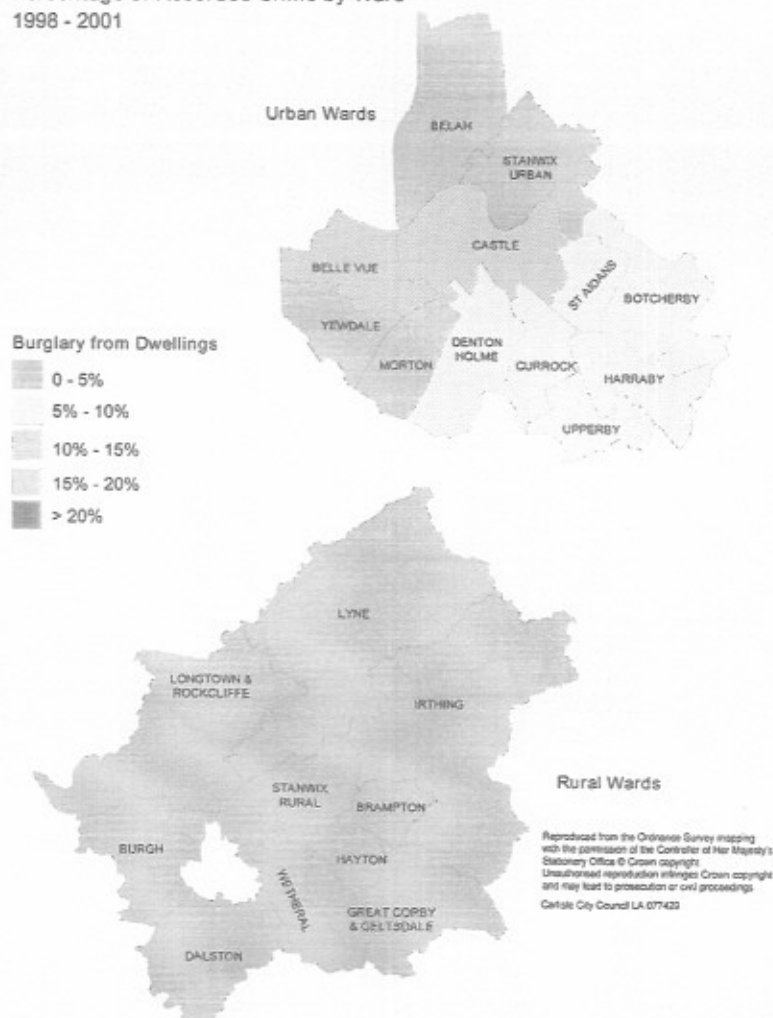 1998 - 2001
Urban Wards
BELAH
STANWIX
URBAN
CASTLE
BELLE VUE
ST AIDANS
BOTCHERBY
YEWDALE
DENTON
HOLME
MORTON
CURROCK
HARRABY
UPPERBY
Burglary from Dwellings
0 - 5%
5% - 10%
10% - 15%
15% - 20%
> 20%
LYNE
LONGTOWN &
ROCKCLIFFE
IRTHING
STANWIX
RURAL
BRAMPTON
BURGH
HAYTON
WETHERAL
GREAT CORBY
& GELTSDALE
DALSTON
Rural Wards
Reproduced from the Ordnance Survey mapping
with the permission of the Controller of Her Majesty's
Stationery Office © Crown copyright
Unauthorised reproduction infringes Crown copyright
and may lead to prosecution or civil proceedings
Carlisle City Council LA 077429